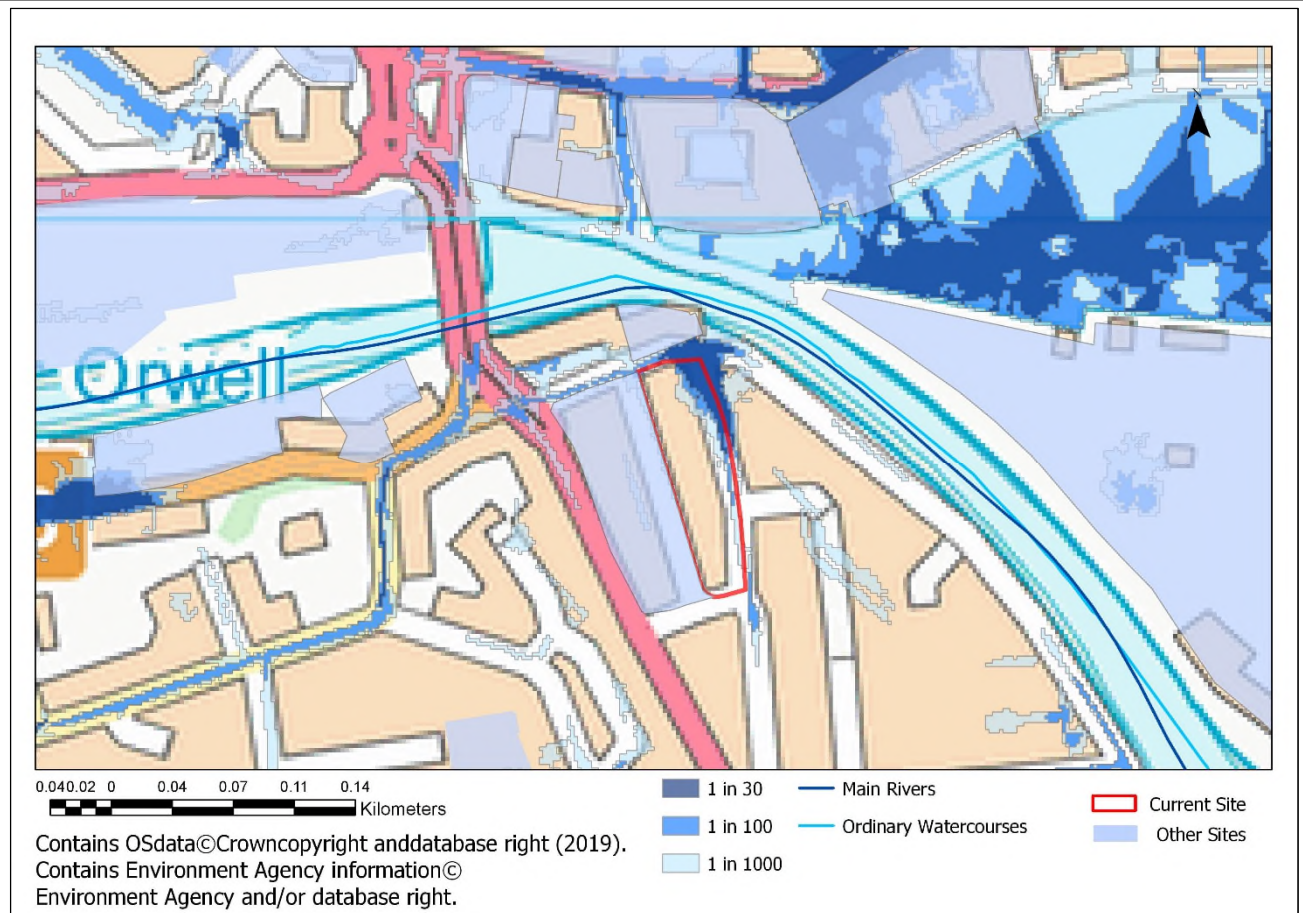 N
Orwell
0.040.02 0 0.04 0.07 0.11 0.14
Kilometers
1 in 30
1 in 100
1 in 1000
Main Rivers
Ordinary Watercourses
Current Site
Other Sites
Contains OSdata©Crowncopyright anddatabase right (2019).
Contains Environment Agency information©
Environment Agency and/or database right.